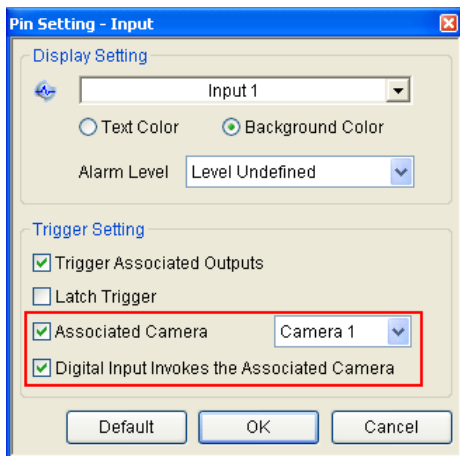 Pin Setting - Input
Display Setting
Input 1
Text Color Background Color
Alarm Level Level Undefined
Trigger Setting
Trigger Associated Outputs
Latch Trigger
Associated Camera Camera 1
Digital Input Invokes the Associated Camera
Default OK Cancel